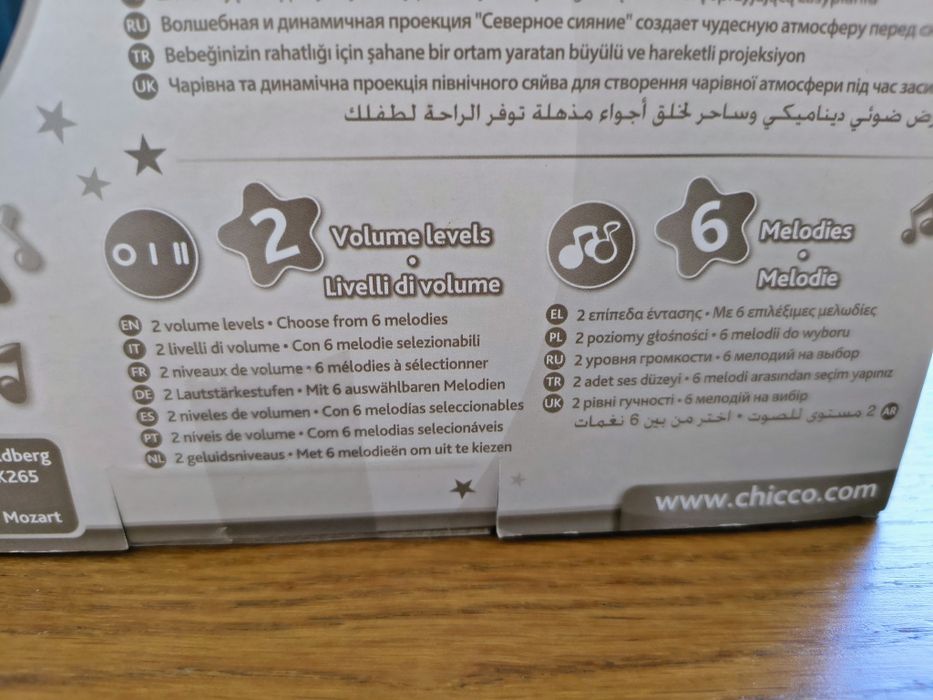 RU Волшебная и динамичная проекция "Северное сияние" создает чудесную атмосферу перед
TR Bebeğinizin rahatlığı için şahane bir ortam yaratan büyülü ve hareketli projeksiyon
UK Чарівна та динамічна проекція північного сяйва для створення чарівної атмосфери під час
ضوئي ديناميكي وساحر لخلق أجواء مذهلة توفر الراحة لطفلك
2 Volume levels
Livelli di volume
EN 2 volume levels • Choose from 6 melodies
IT 2 livelli di volume • Con 6 melodie selezionabili
FR 2 niveaux de volume • 6 mélodies à sélectionner
DE 2 Lautstärkestufen • Mit 6 auswählbaren Melodien
ES 2 niveles de volumen • Con 6 melodías seleccionables
PT 2 níveis de volume • Com 6 melodias selecionáveis
NL 2 geluidsniveaus • Met 6 melodieën om uit te kiezen
6 Melodies
Melodie
EL 2 επίπεδα έντασης • Με 6 επιλέξιμες μελωδίες
PL 2 poziomy głośności • 6 melodii do wyboru
RU 2 уровня громкости • 6 мелодий на выбор
TR 2 adet ses düzeyi • 6 melodi arasından seçim yapınız
UK 2 рівні гучності • 6 мелодій на вибір
AR 2 مستوى للصوت • اختر من بين 6 نغمات
K265
Mozart
www.chicco.com